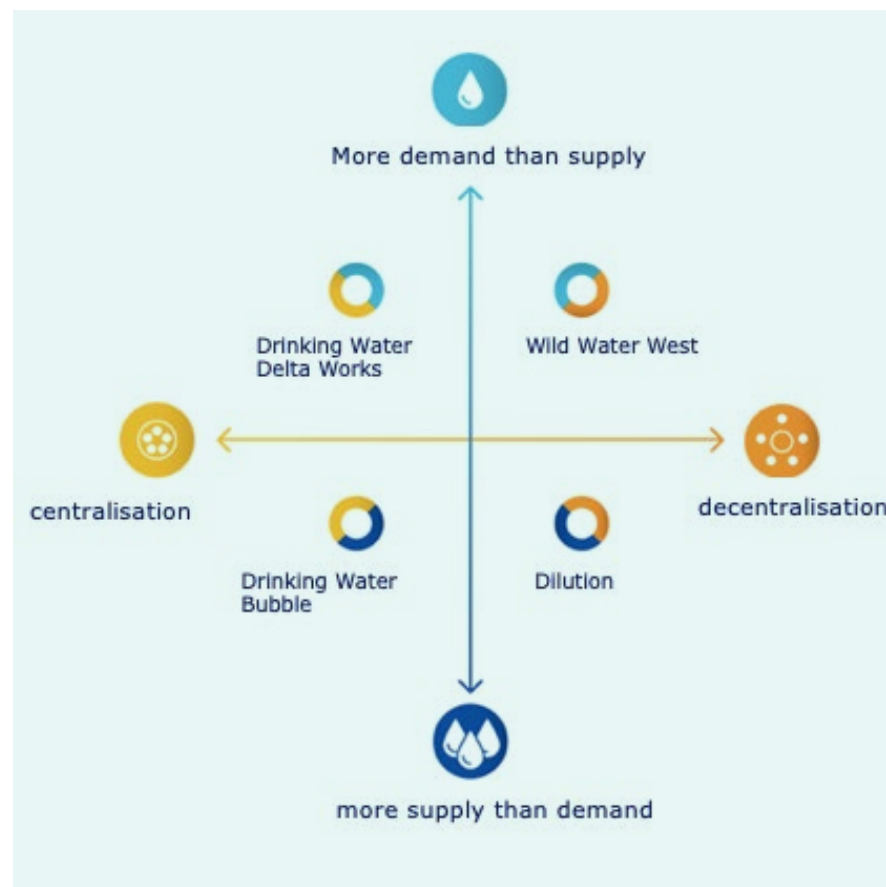 More demand than supply
Drinking Water
Delta Works
Wild Water West
centralisation
decentralisation
Drinking Water
Bubble
Dilution
more supply than demand